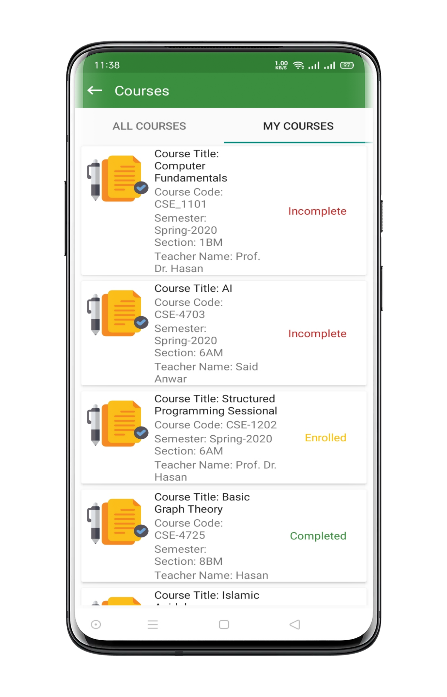 11:38
1.00
KB/S
Courses
ALL COURSES
MY COURSES
Course Title:
Computer
Fundamentals
Course Code:
CSE_1101
Semester:
Spring-2020
Section: 1BM
Teacher Name: Prof.
Dr. Hasan
Incomplete
Course Title: AI
Course Code:
CSE-4703
Semester:
Spring-2020
Section: 6AM
Teacher Name: Said
Anwar
Incomplete
Course Title: Structured
Programming Sessional
Course Code: CSE-1202
Semester: Spring-2020
Section: 6AM
Teacher Name: Prof. Dr.
Hasan
Enrolled
Course Title: Basic
Graph Theory
Course Code:
CSE-4725
Semester:
Section: 8BM
Teacher Name: Hasan
Completed
Course Title: Islamic